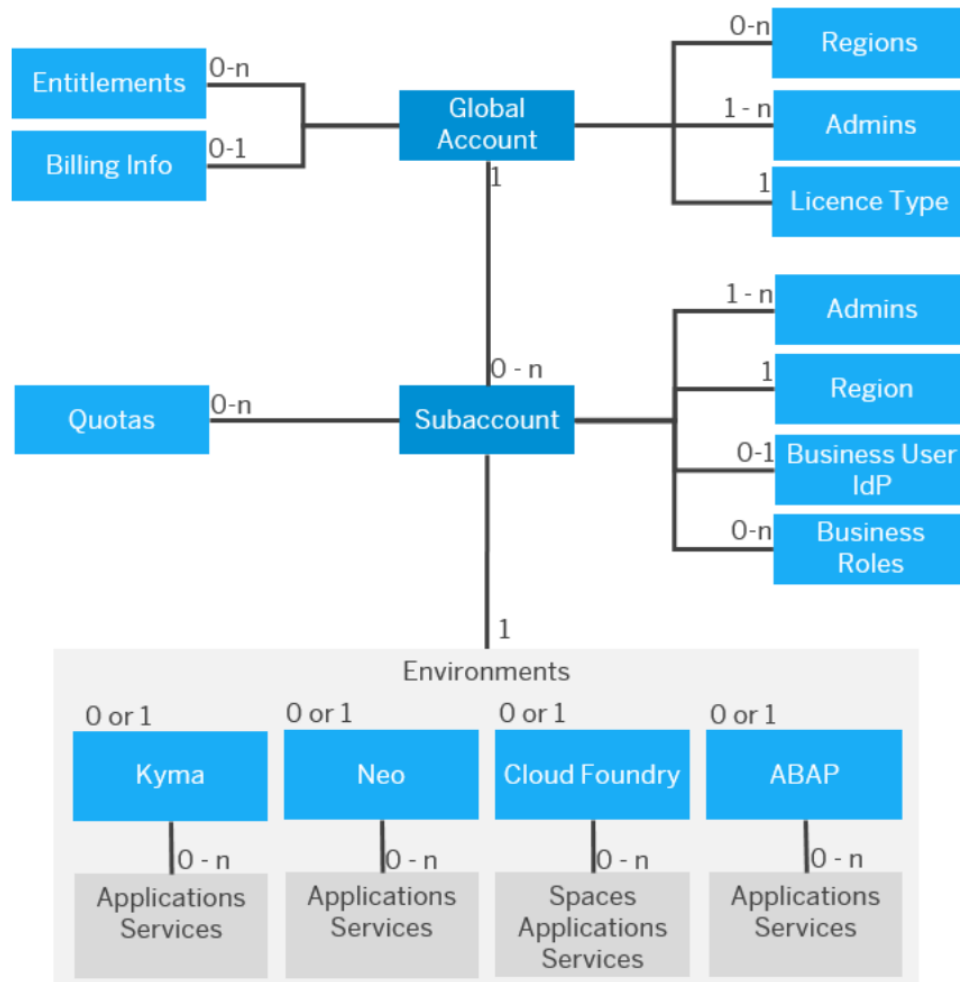 0-n
Regions
Entitlements
0-n
Global
Account
1 - n
Admins
Billing Info
0-1
1
Licence Type
1
1 - n
Admins
0 - n
1
Region
Quotas
0-n
Subaccount
0-1
Business User
IdP
0-n
Business
Roles
1
Environments
0 or 1
0 or 1
0 or 1
0 or 1
Kyma
Neo
Cloud Foundry
ABAP
0 - n
0 - n
0 - n
0 - n
Applications
Services
Applications
Services
Spaces
Applications
Services
Applications
Services